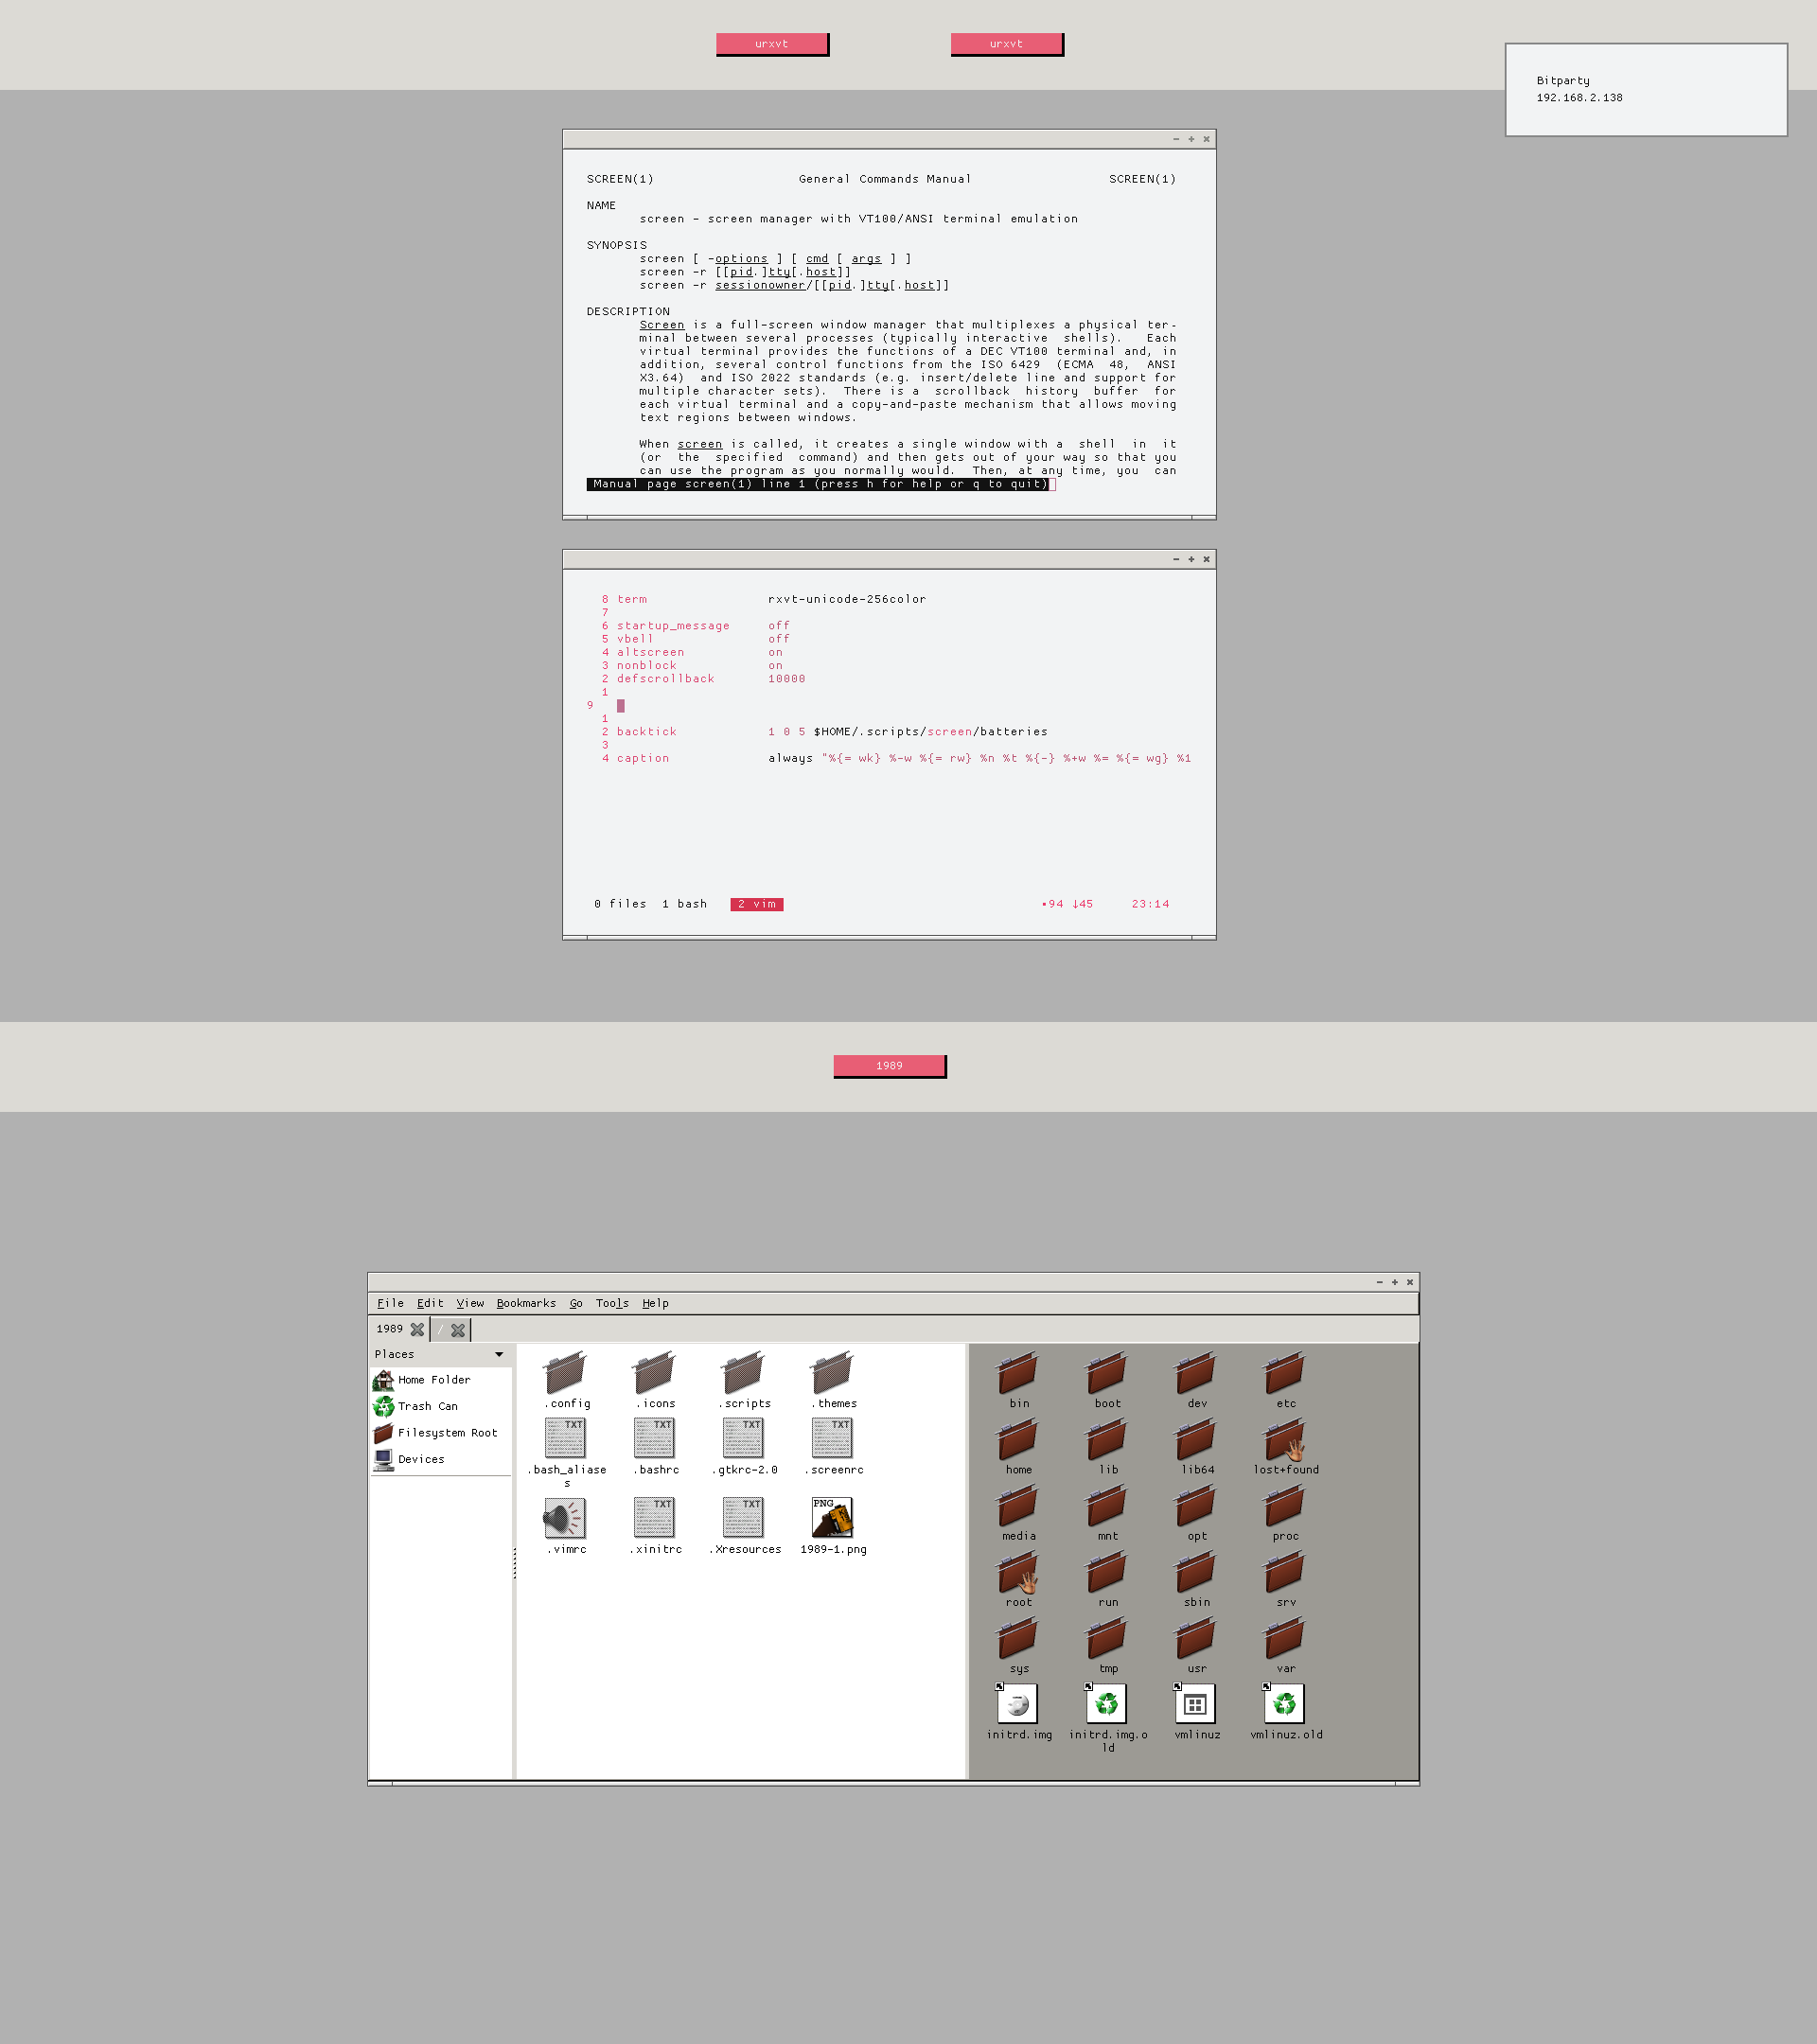 urxvt urxvt
Bitparty
192.168.2.138
SCREEN(1) General Commands Manual SCREEN(1)
NAME
screen - screen manager with VT100/ANSI terminal emulation
SYNOPSIS
screen [ -options ] [ cmd [ args ] ]
screen -r [[pid.]tty[.host]]
screen -r sessionowner/[[pid.]tty[.host]]
DESCRIPTION
Screen is a full-screen window manager that multiplexes a physical ter-
minal between several processes (typically interactive shells). Each
virtual terminal provides the functions of a DEC VT100 terminal and, in
addition, several control functions from the ISO 6429 (ECMA 48, ANSI
X3.64) and ISO 2022 standards (e.g. insert/delete line and support for
multiple character sets). There is a scrollback history buffer for
each virtual terminal and a copy-and-paste mechanism that allows moving
text regions between windows.
When screen is called, it creates a single window with a shell in it
(or the specified command) and then gets out of your way so that you
can use the program as you normally would. Then, at any time, you can
Manual page screen(1) line 1 (press h for help or q to quit)
8 term rxvt-unicode-256color
7
6 startup_message off
5 vbell off
4 altscreen on
3 nonblock on
2 defscrollback 10000
1
9
1
2 backtick 1 0 5 $HOME/.scripts/screen/batteries
3
4 caption always "%{= wk} %-w %{= rw} %n %t %{-} %+w %= %{= wg} %1
0 files 1 bash 2 vim ▪94 ↓45 23:14
1989
File Edit View Bookmarks Go Tools Help
1989 /
Places
Home Folder
Trash Can
Filesystem Root
Devices
.config .icons .scripts .themes
TXT TXT TXT TXT
.bash_aliase
s
.bashrc .gtkrc-2.0 .screenrc
TXT TXT PNG
.vimrc .xinitrc .Xresources 1989-1.png
bin boot dev etc
home lib lib64 lost+found
media mnt opt proc
root run sbin srv
sys tmp usr var
initrd.img initrd.img.o
ld
vmlinuz vmlinuz.old